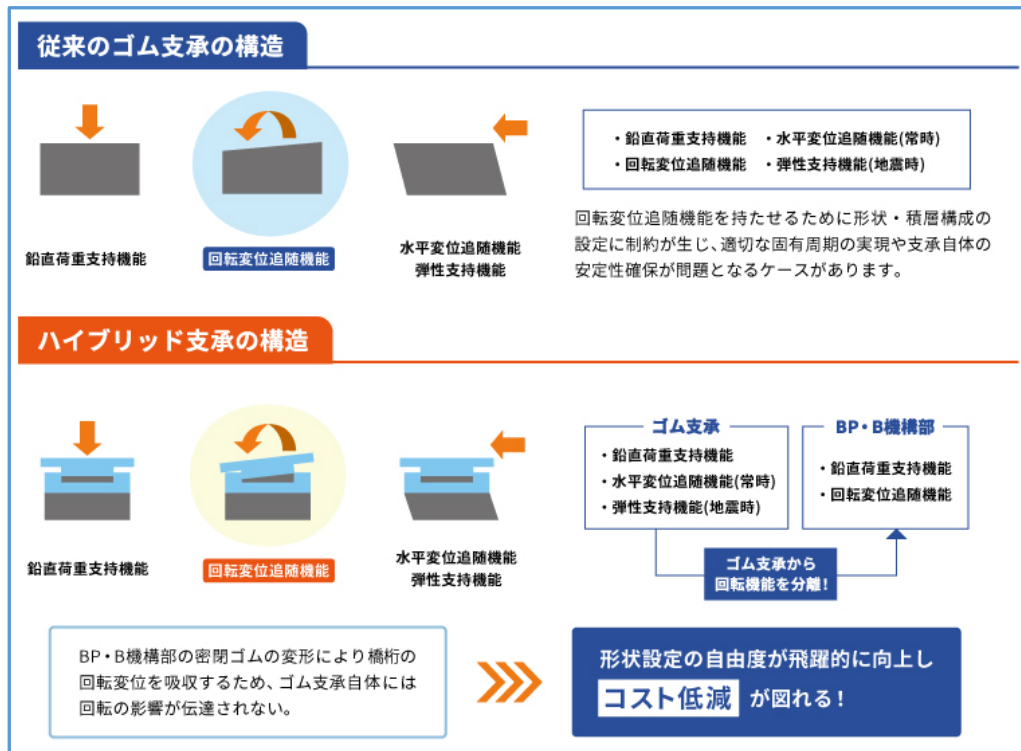 従来のゴム支承の構造
鉛直荷重支持機能
回転変位追随機能
水平変位追随機能
弾性支持機能
・鉛直荷重支持機能 ・水平変位追随機能(常時)
・回転変位追随機能 ・弾性支持機能(地震時)
回転変位追随機能を持たせるために形状・積層構成の
設定に制約が生じ、適切な固有周期の実現や支承自体の
安定性確保が問題となるケースがあります。
ハイブリッド支承の構造
鉛直荷重支持機能
回転変位追随機能
水平変位追随機能
弾性支持機能
ゴム支承
・鉛直荷重支持機能
・水平変位追随機能(常時)
・弾性支持機能(地震時)
BP・B機構部
・鉛直荷重支持機能
・回転変位追随機能
ゴム支承から
回転機能を分離!
BP・B機構部の密閉ゴムの変形により橋桁の
回転変位を吸収するため、ゴム支承自体には
回転の影響が伝達されない。
形状設定の自由度が飛躍的に向上し
コスト低減 が図れる!